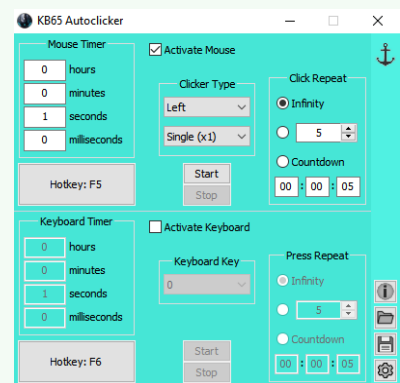 KB65 Autoclicker
Mouse Timer
0 hours
0 minutes
1 seconds
0 milliseconds
Hotkey: F5
Activate Mouse
Clicker Type
Left
Single (x1)
Start
Stop
Click Repeat
Infinity
5
Countdown
00 : 00 : 05
Keyboard Timer
0 hours
0 minutes
1 seconds
0 milliseconds
Hotkey: F6
Activate Keyboard
Keyboard Key
0
Start
Stop
Press Repeat
Infinity
5
Countdown
00 : 00 : 05